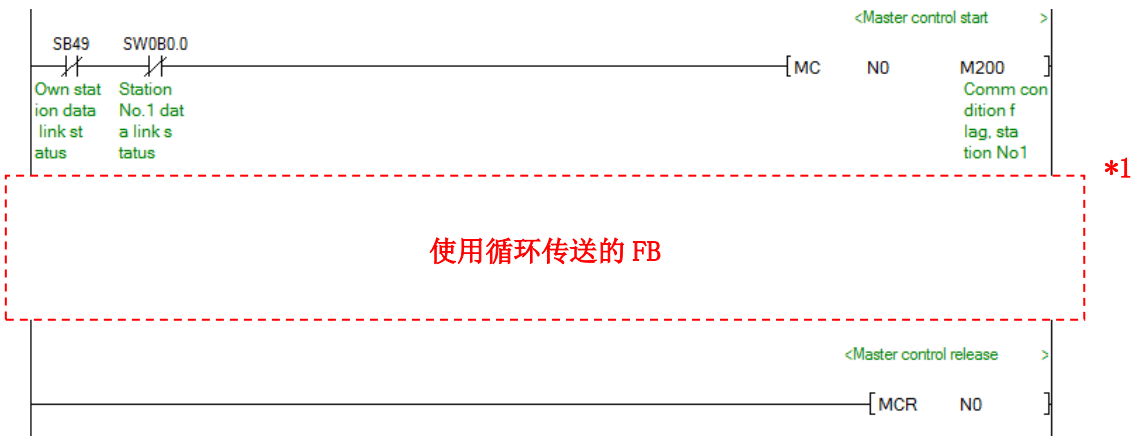 <Master control start >
SB49 SW0B0.0
MC N0 M200
Own stat Station Comm con
ion data No.1 dat dition f
link st a link s lag, sta
atus tatus tion No1
*1
使用循环传送的 FB
<Master control release >
MCR N0